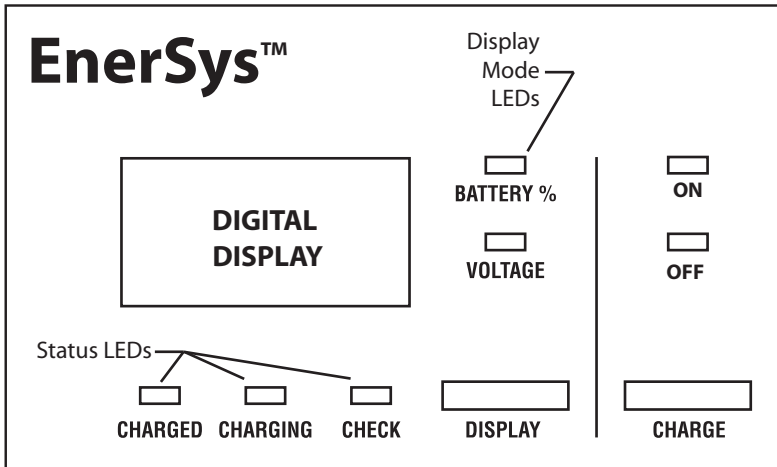 EnerSys™
Display
Mode
LEDs
DIGITAL
DISPLAY
BATTERY %
ON
VOLTAGE
OFF
Status LEDs
CHARGED CHARGING CHECK DISPLAY CHARGE